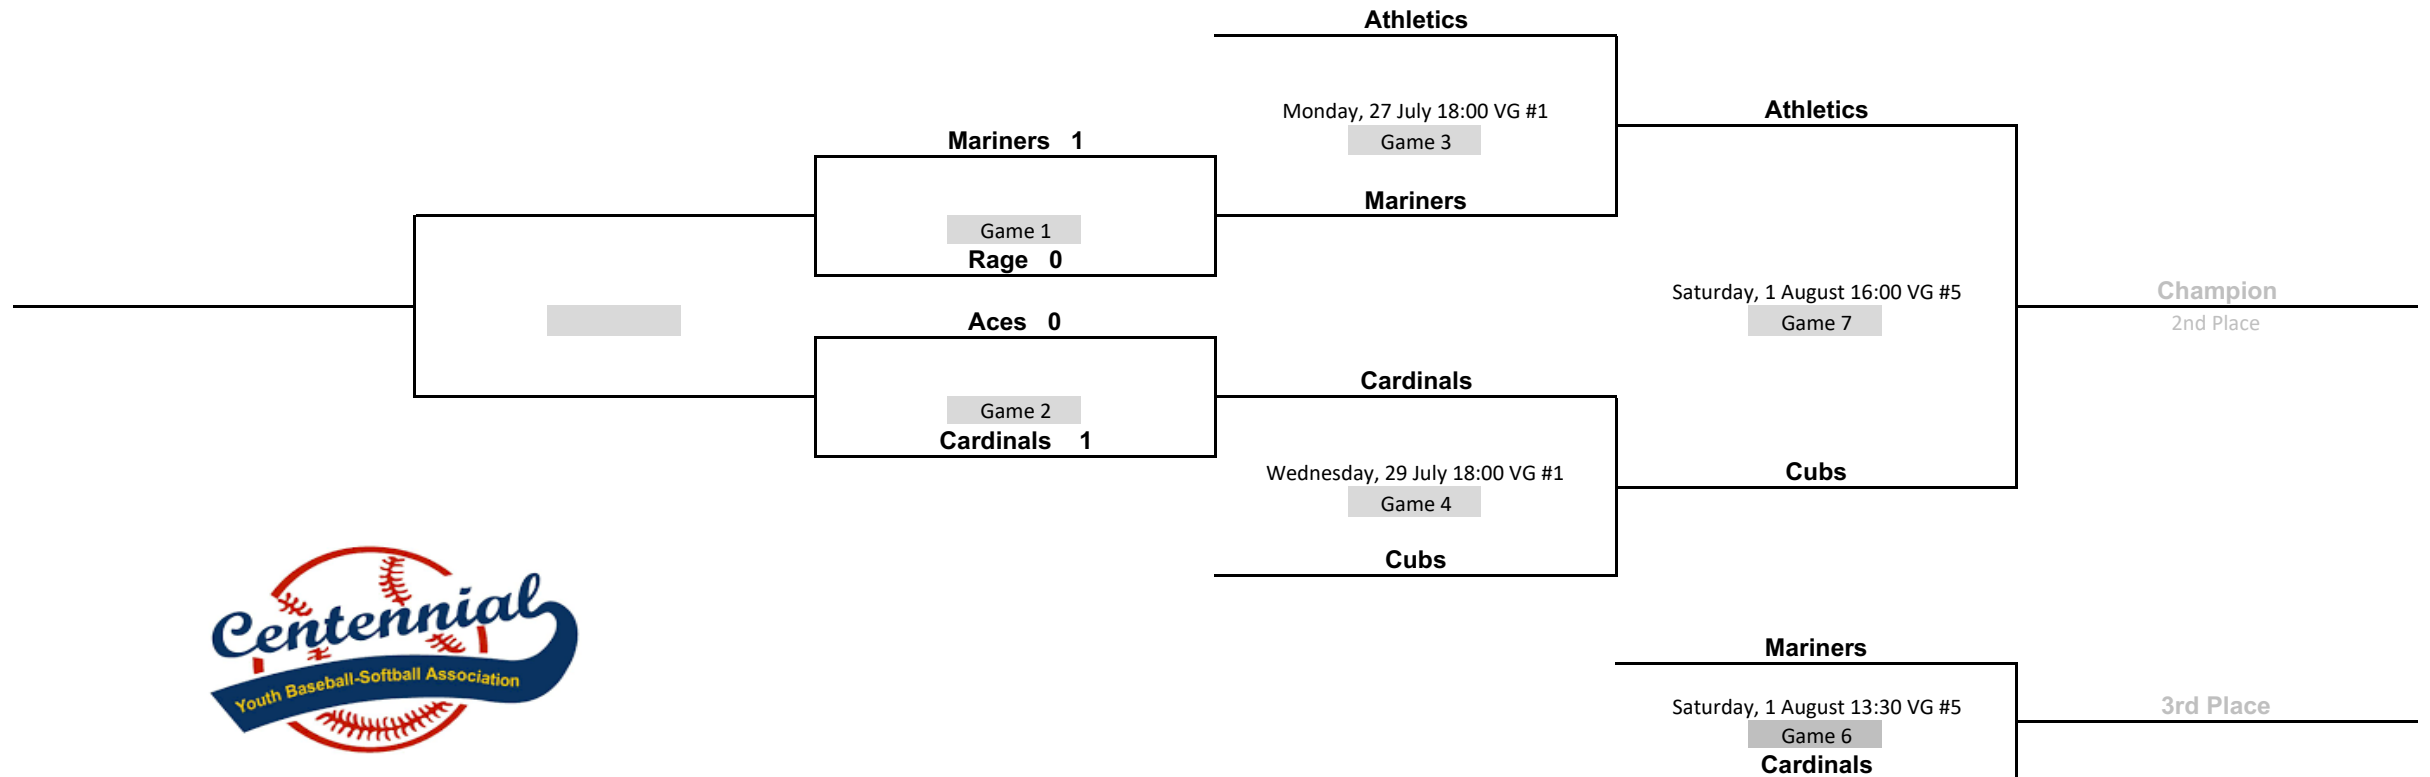 Athletics
Monday, 27 July 18:00 VG #1
Athletics
Mariners 1
Game 3
Mariners
Game 1
Rage 0
Saturday, 1 August 16:00 VG #5
Champion
Aces 0
Game 7
2nd Place
Cardinals
Game 2
Cardinals 1
Wednesday, 29 July 18:00 VG #1
Cubs
Game 4
Cubs
Centennial
Youth Baseball-Softball Association
Mariners
Saturday, 1 August 13:30 VG #5
3rd Place
Game 6
Cardinals